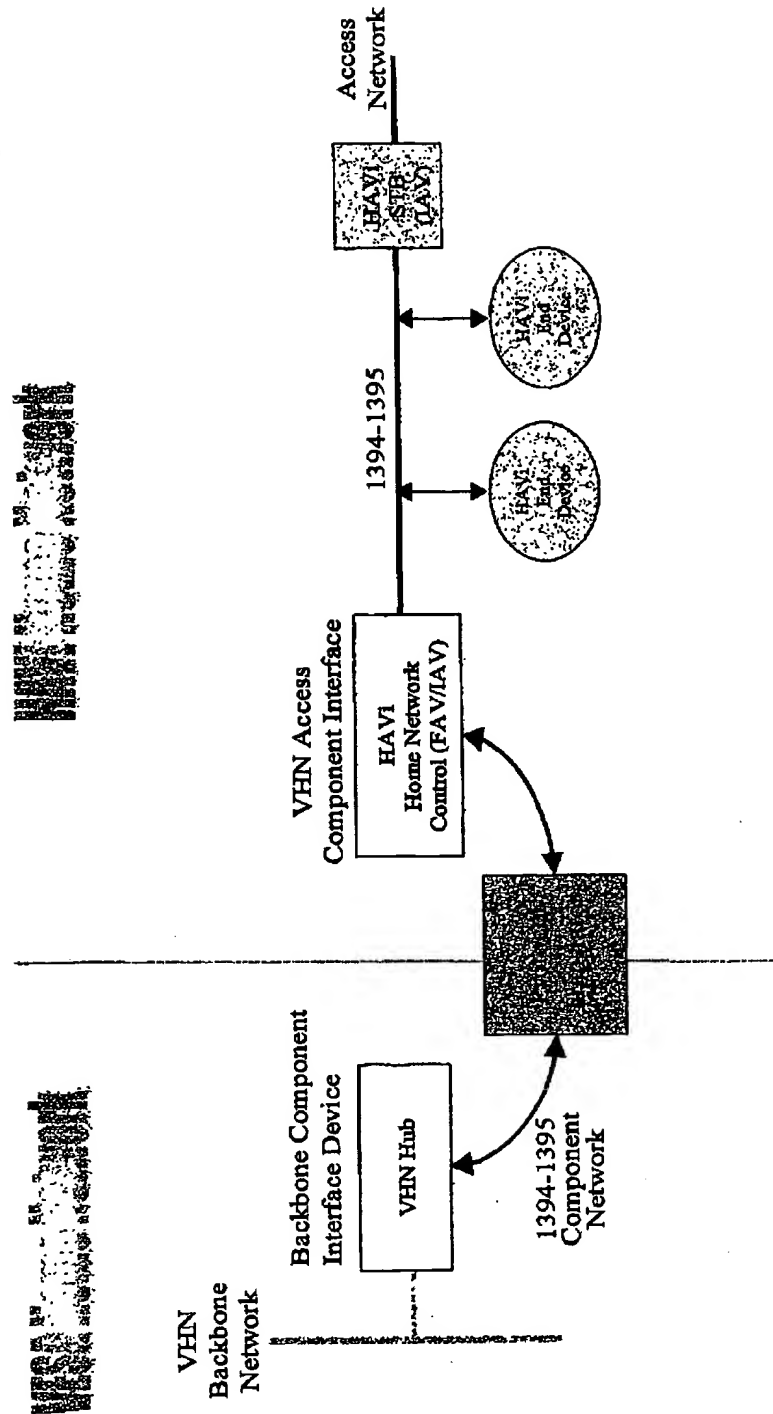 VHN
Backbone
Network
Backbone Component
Interface Device
VHN Hub
1394-1395
Component
Network
VHN Access
Component Interface
HAVi
Home Network
Control (FAV/IAV)
1394-1395
HAVi
End
Device
HAVi
End
Device
HAVi
STB
(IAV)
Access
Network